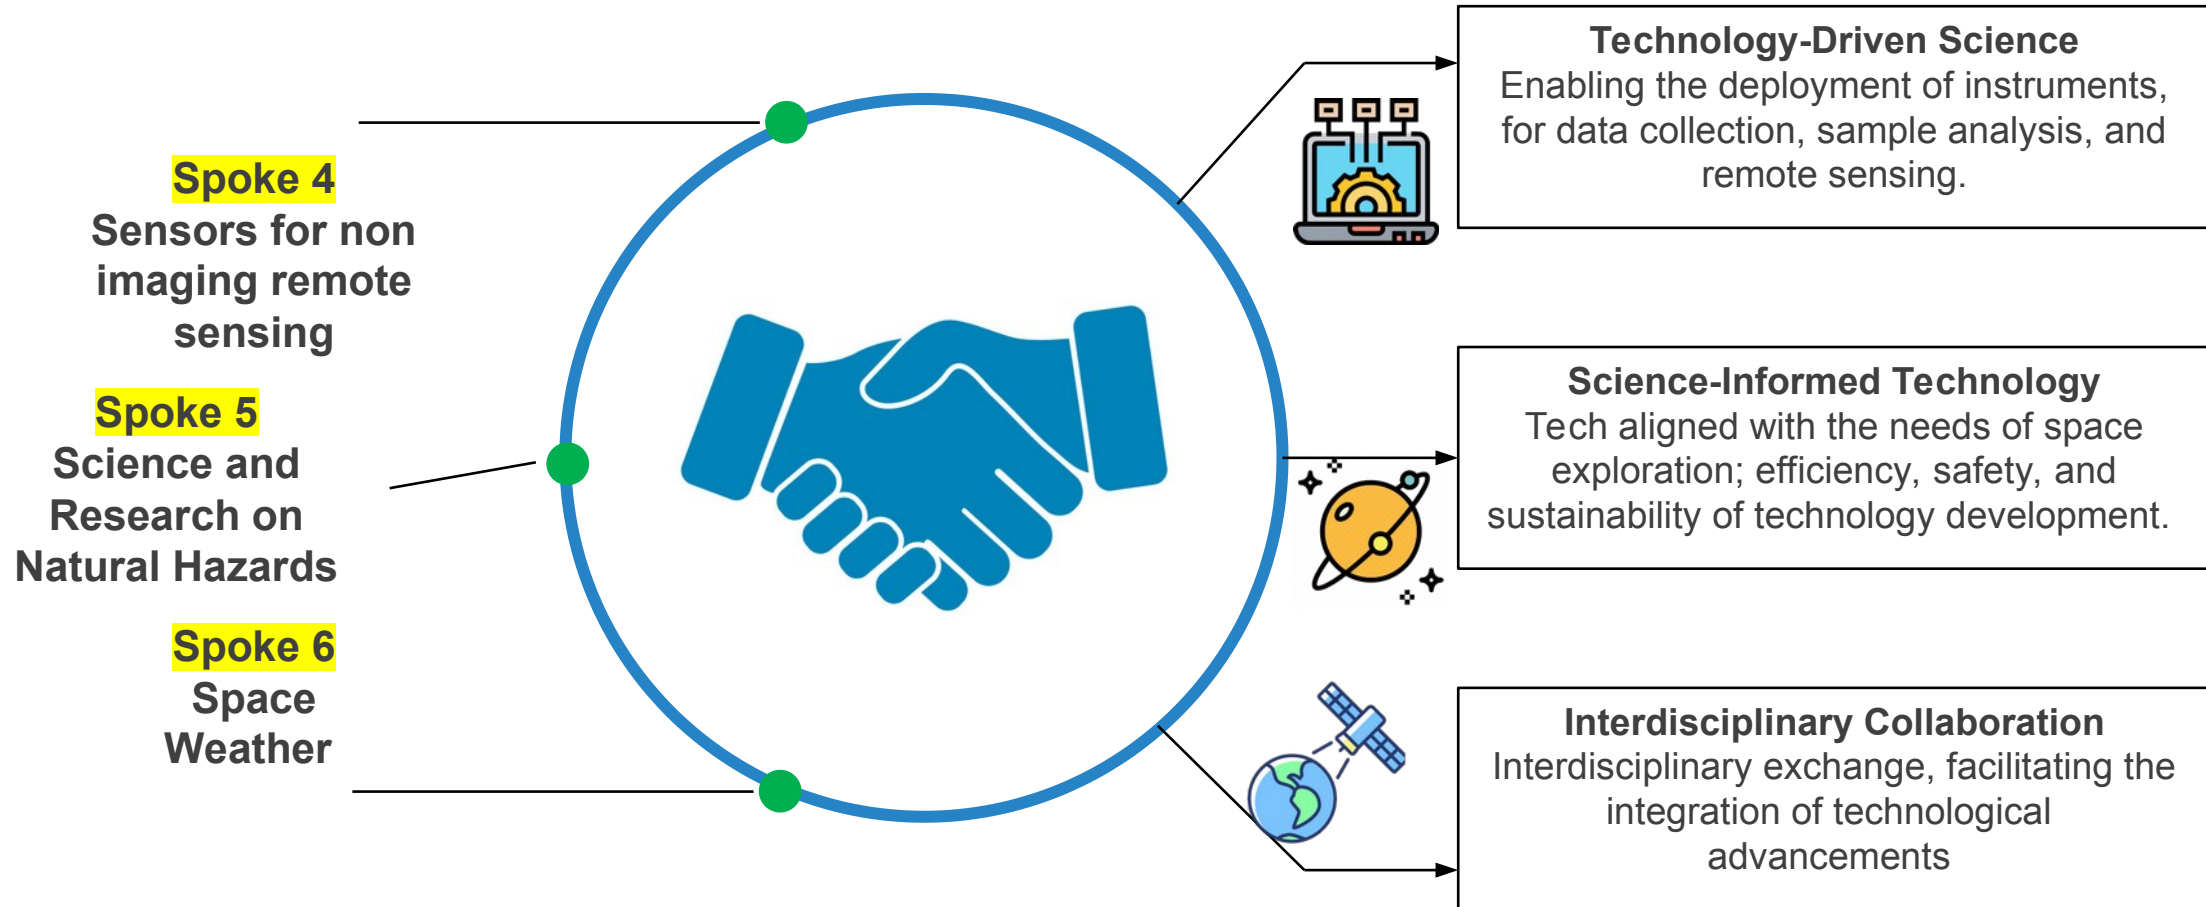 Spoke 4
Sensors for non
imaging remote
sensing
Spoke 5
Science and
Research on
Natural Hazards
Spoke 6
Space
Weather
Technology-Driven Science
Enabling the deployment of instruments,
for data collection, sample analysis, and
remote sensing.
Science-Informed Technology
Tech aligned with the needs of space
exploration; efficiency, safety, and
sustainability of technology development.
Interdisciplinary Collaboration
Interdisciplinary exchange, facilitating the
integration of technological
advancements